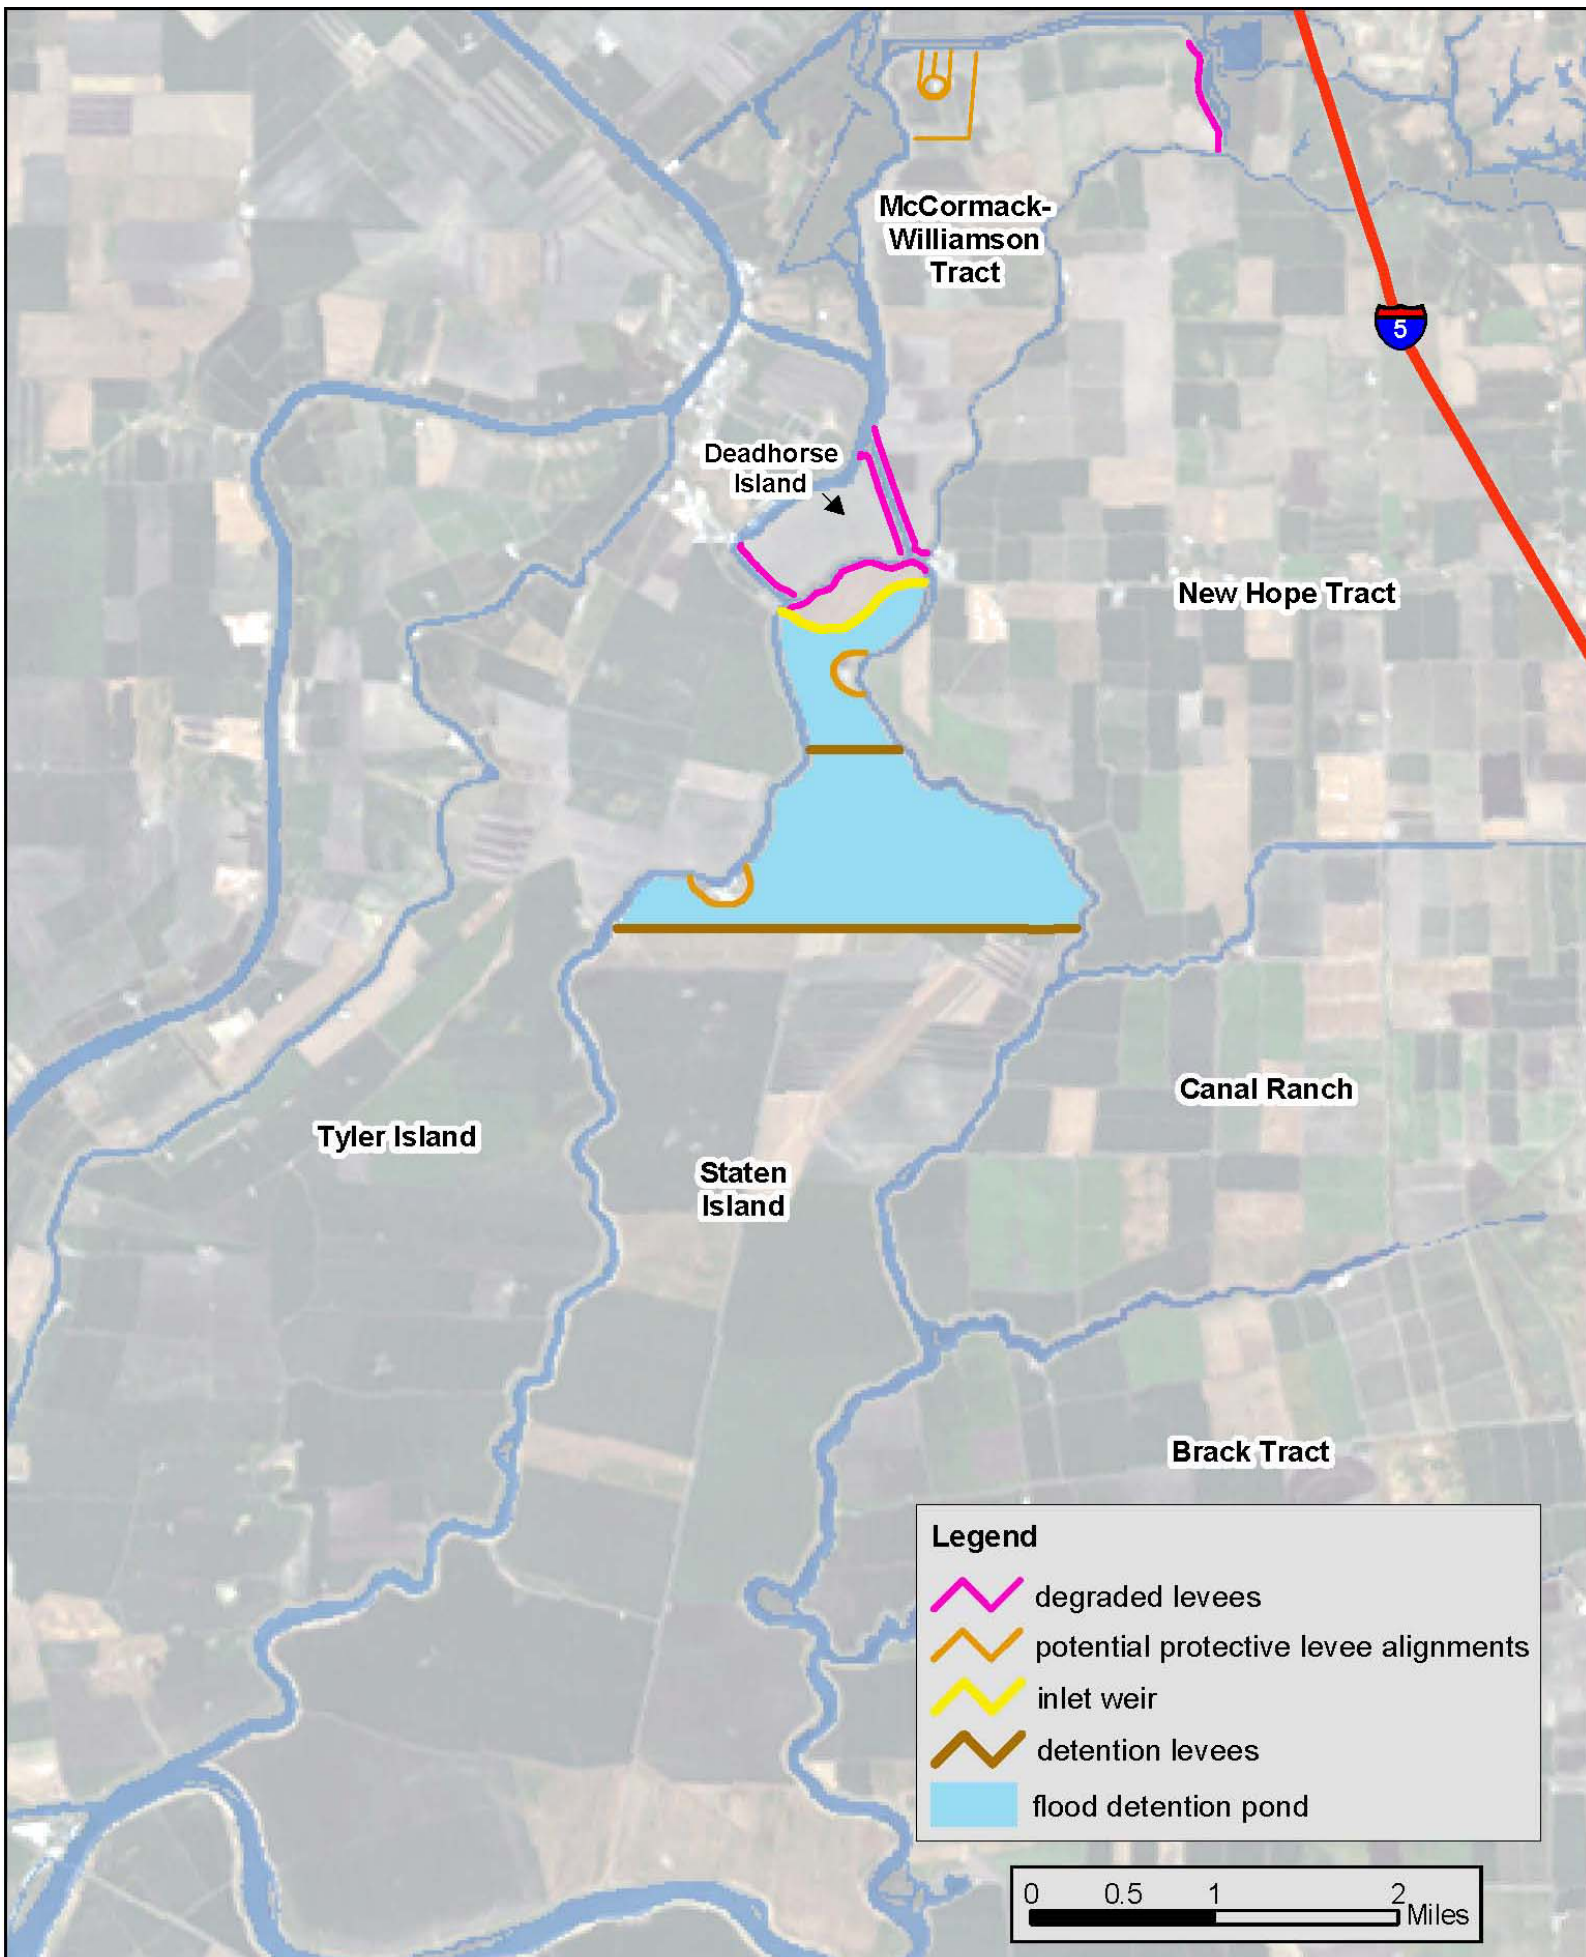 McCormack-
Williamson
Tract
5
Deadhorse
Island
New Hope Tract
Canal Ranch
Tyler Island
Staten
Island
Brack Tract
Legend
degraded levees
potential protective levee alignments
inlet weir
detention levees
flood detention pond
0 0.5 1 2
Miles